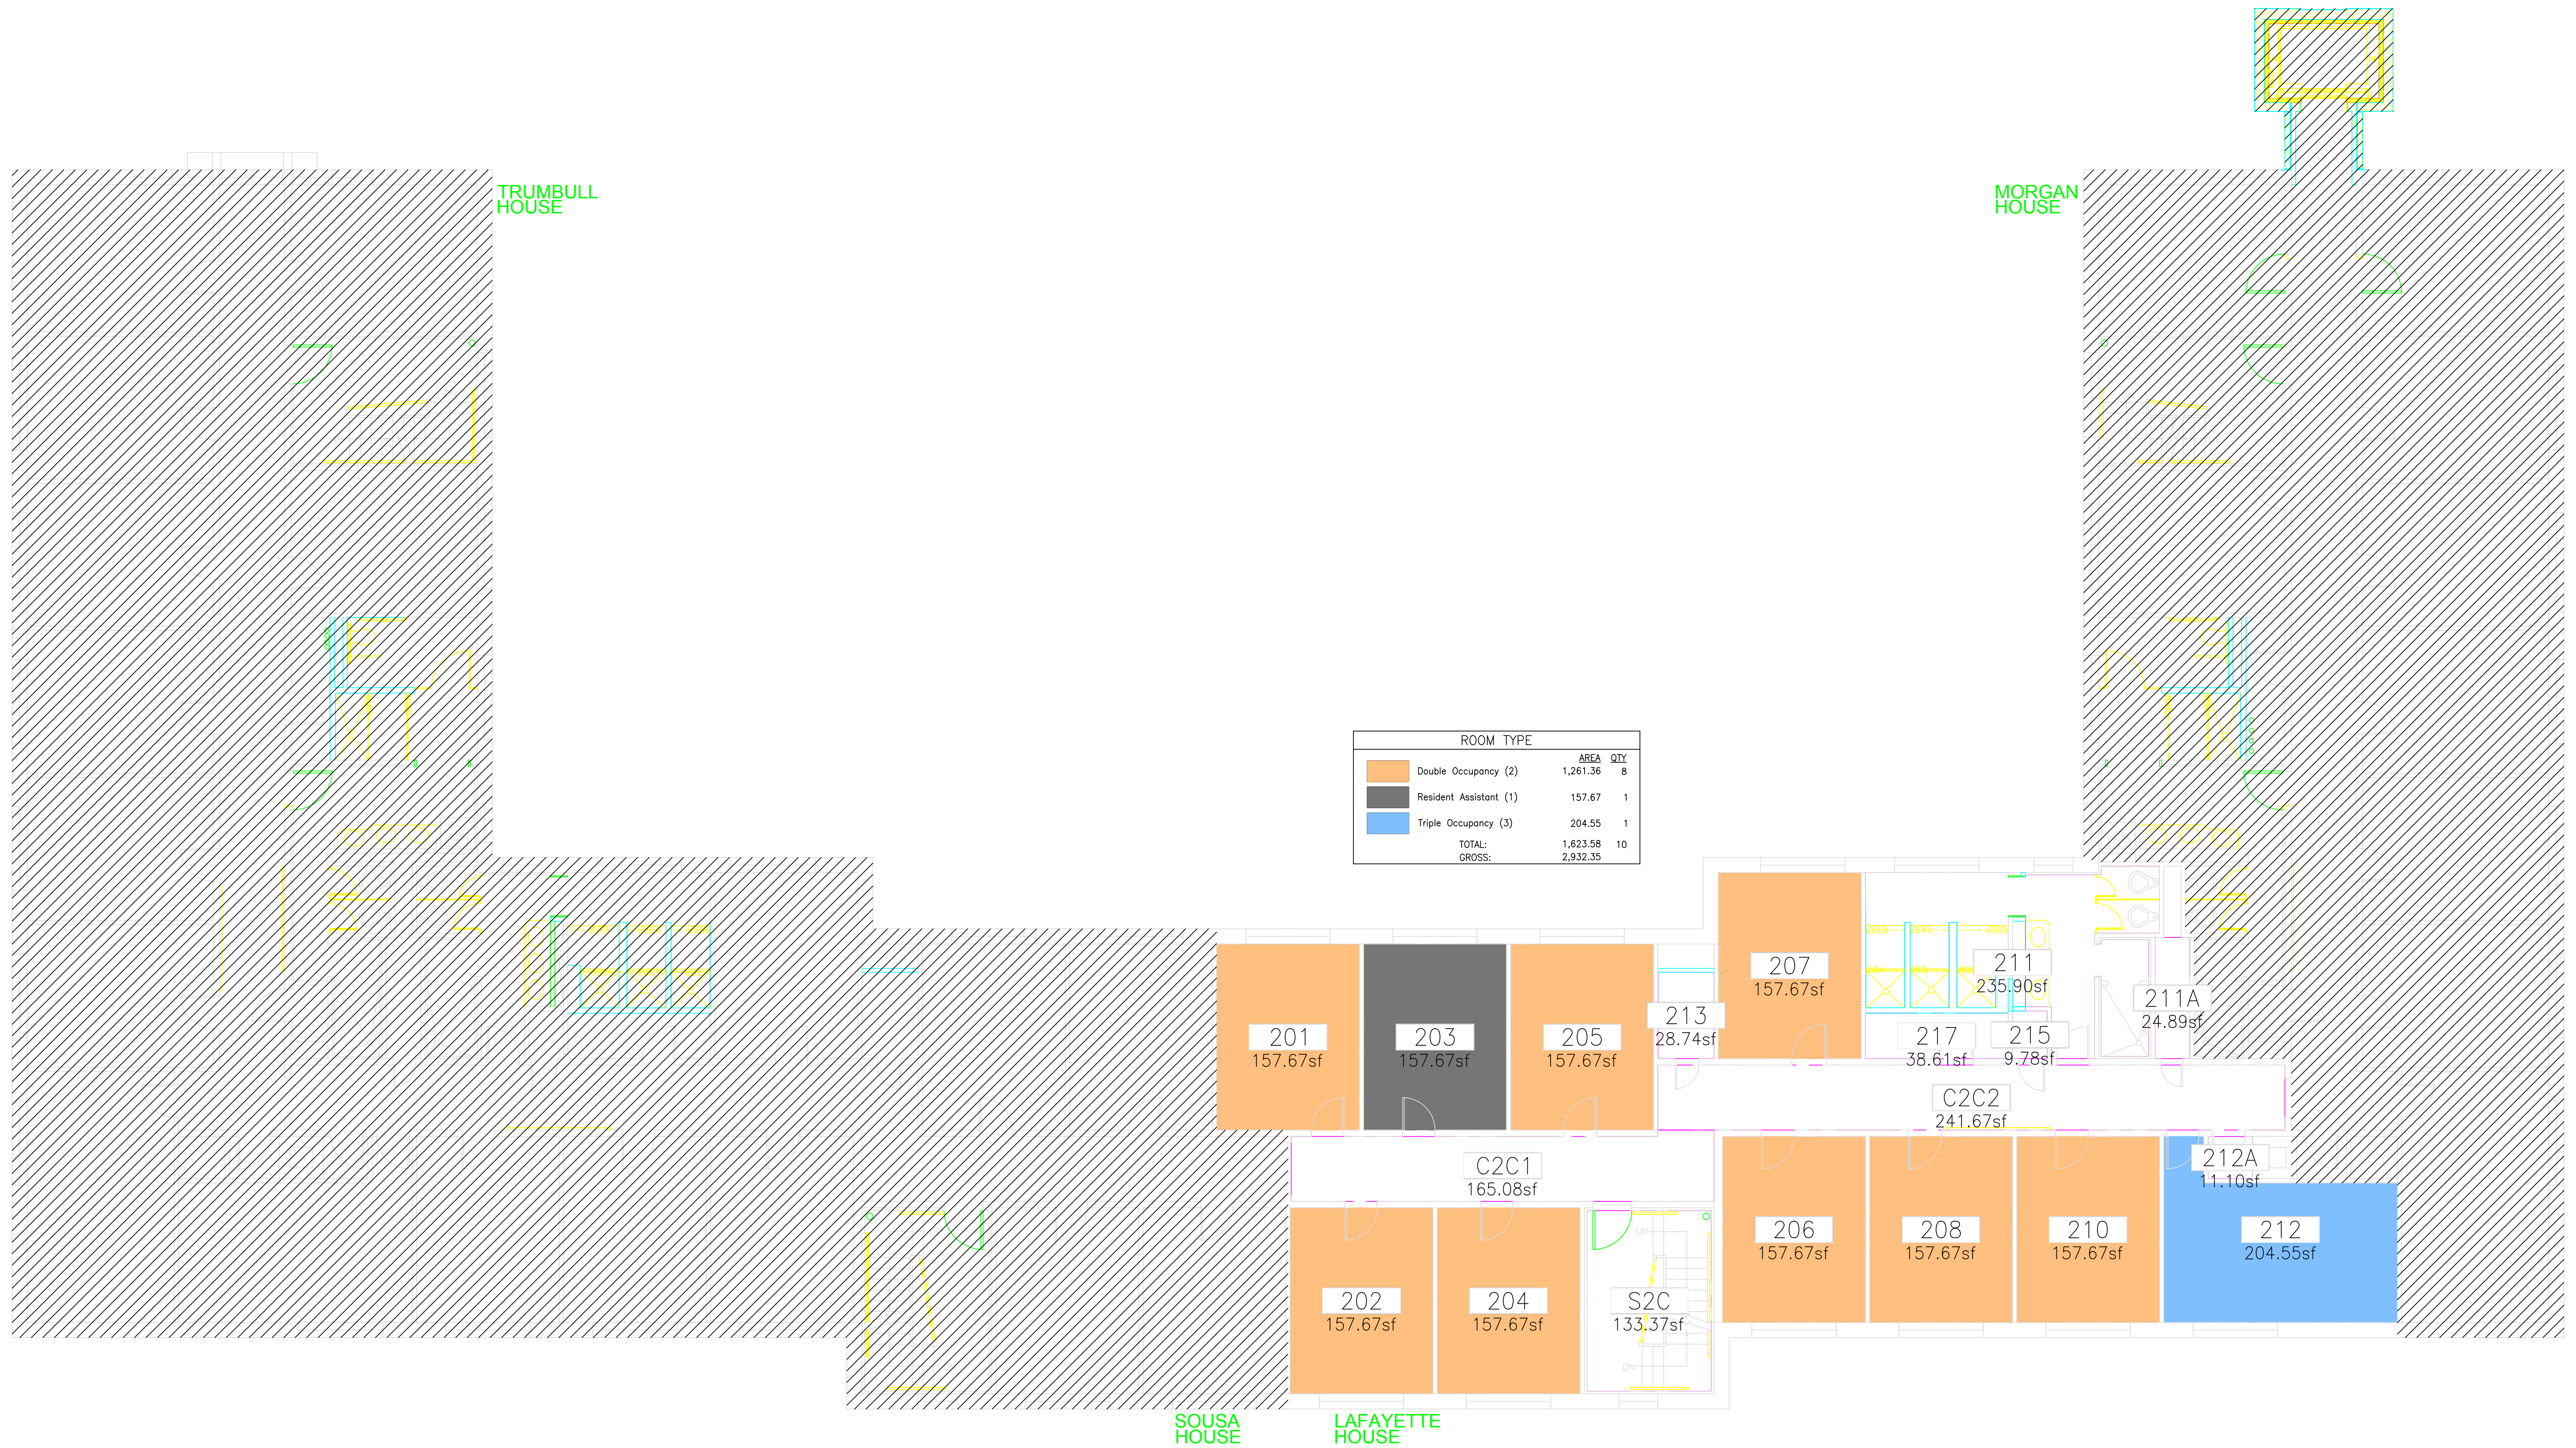 TRUMBULL
HOUSE
MORGAN
HOUSE
ROOM TYPE
AREA QTY
Double Occupancy (2) 1,261.36 8
Resident Assistant (1) 157.67 1
Triple Occupancy (3) 204.55 1
TOTAL: 1,623.58 10
GROSS: 2,932.35
207
157.67sf
211
235.90sf
211A
24.89sf
213
28.74sf
201
157.67sf
203
157.67sf
205
157.67sf
217
38.61sf
215
9.78sf
C2C2
241.67sf
C2C1
165.08sf
212A
11.10sf
206
157.67sf
208
157.67sf
210
157.67sf
212
204.55sf
UP
202
157.67sf
204
157.67sf
S2C
133.37sf
DN
SOUSA
HOUSE
LAFAYETTE
HOUSE